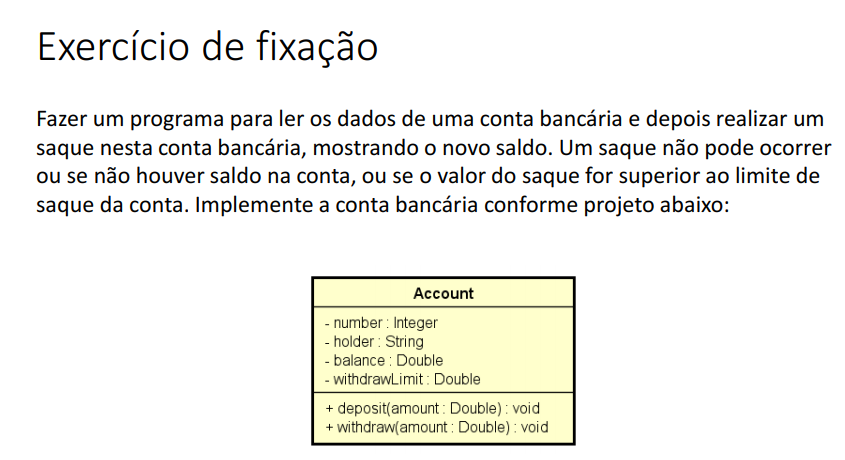 Exercício de fixação
Fazer um programa para ler os dados de uma conta bancária e depois realizar um
saque nesta conta bancária, mostrando o novo saldo. Um saque não pode ocorrer
ou se não houver saldo na conta, ou se o valor do saque for superior ao limite de
saque da conta. Implemente a conta bancária conforme projeto abaixo:
Account
- number : Integer
- holder : String
- balance : Double
- withdrawLimit : Double
+ deposit(amount : Double) : void
+ withdraw(amount : Double) : void